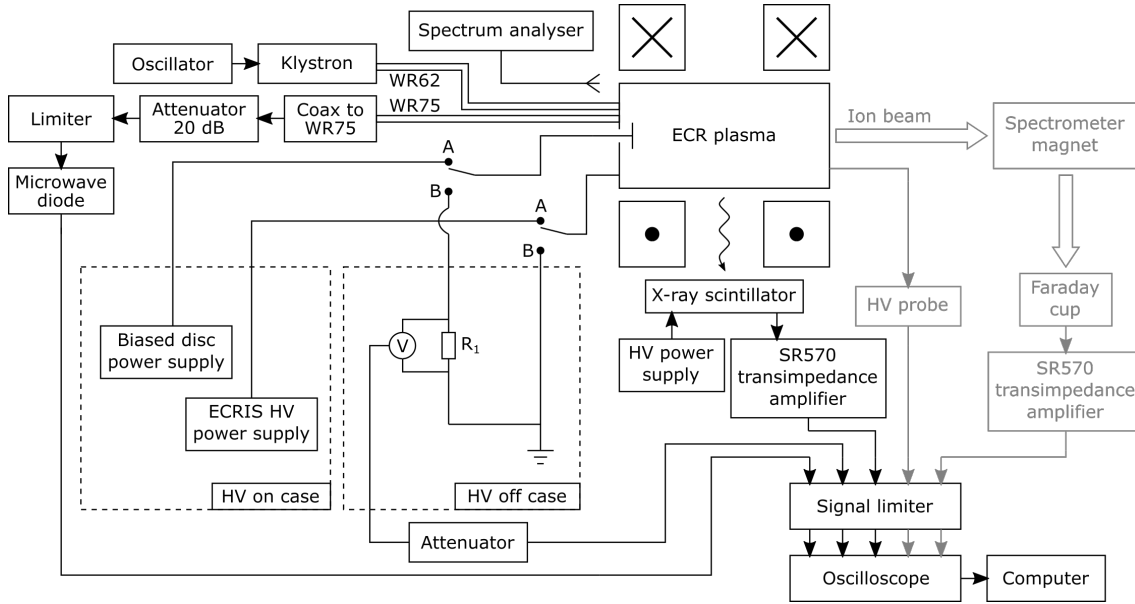 Spectrum analyser
Oscillator
Klystron
WR62
WR75
Limiter
Attenuator
20 dB
Coax to
WR75
ECR plasma
Ion beam
Spectrometer
magnet
Microwave
diode
A
B
A
B
X-ray scintillator
HV probe
Faraday
cup
Biased disc
power supply
V
R1
HV power
supply
SR570
transimpedance
amplifier
SR570
transimpedance
amplifier
ECRIS HV
power supply
HV on case
HV off case
Signal limiter
Attenuator
Oscilloscope
Computer